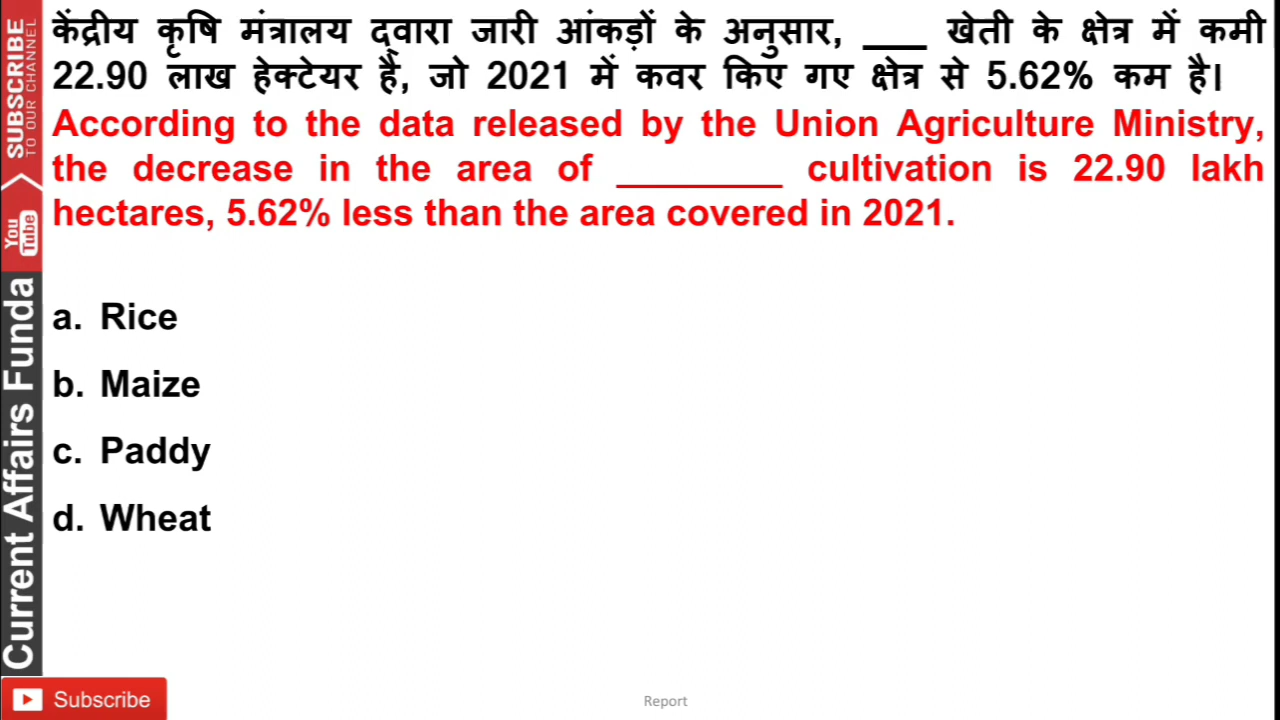 केंद्रीय कृषि मंत्रालय द्वारा जारी आंकड़ों के अनुसार, ___ खेती के क्षेत्र में कमी
22.90 लाख हेक्टेयर है, जो 2021 में कवर किए गए क्षेत्र से 5.62% कम है।
According to the data released by the Union Agriculture Ministry,
the decrease in the area of ________ cultivation is 22.90 lakh
hectares, 5.62% less than the area covered in 2021.
a. Rice
b. Maize
c. Paddy
d. Wheat
SUBSCRIBE
TO OUR CHANNEL
You
Tube
Current Affairs Funda
Subscribe
Report